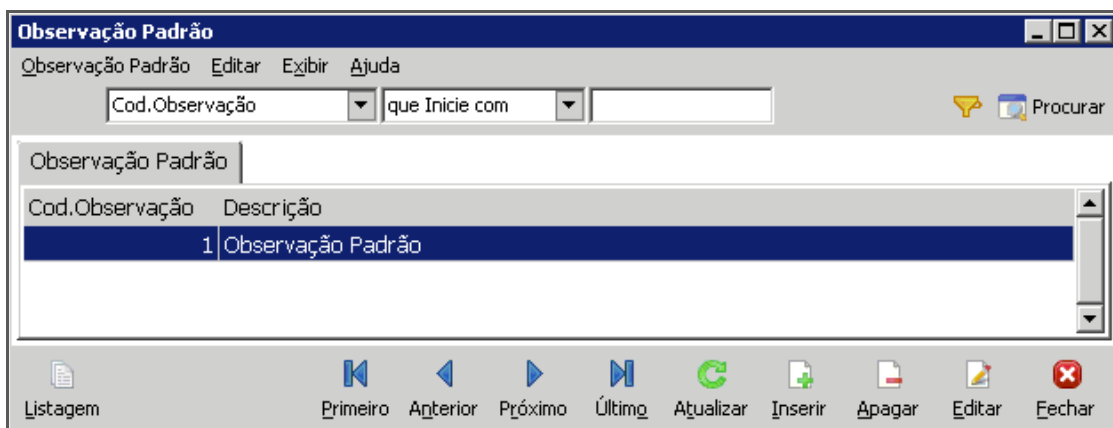 Observação Padrão
Observação Padrão Editar Exibir Ajuda
Cod.Observação que Inicie com Procurar
Observação Padrão
Cod.Observação Descrição
1 Observação Padrão
Listagem Primeiro Anterior Próximo Último Atualizar Inserir Apagar Editar Fechar